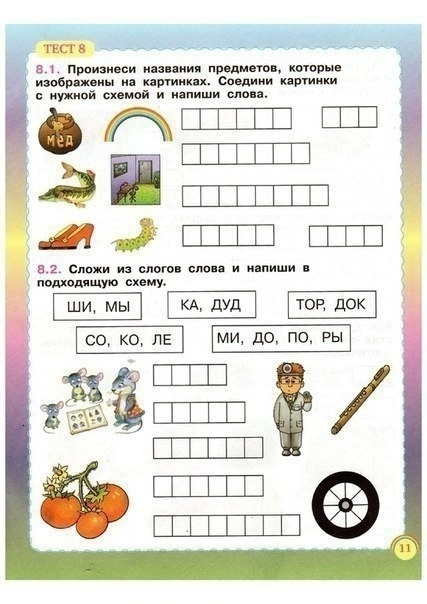 ТЕСТ 8
8.1. Произнеси названия предметов, которые
изображены на картинках. Соедини картинки
с нужной схемой и напиши слова.
МЁД
8.2. Сложи из слогов слова и напиши в
подходящую схему.
ШИ, МЫ
КА, ДУД
ТОР, ДОК
СО, КО, ЛЕ
МИ, ДО, ПО, РЫ
11